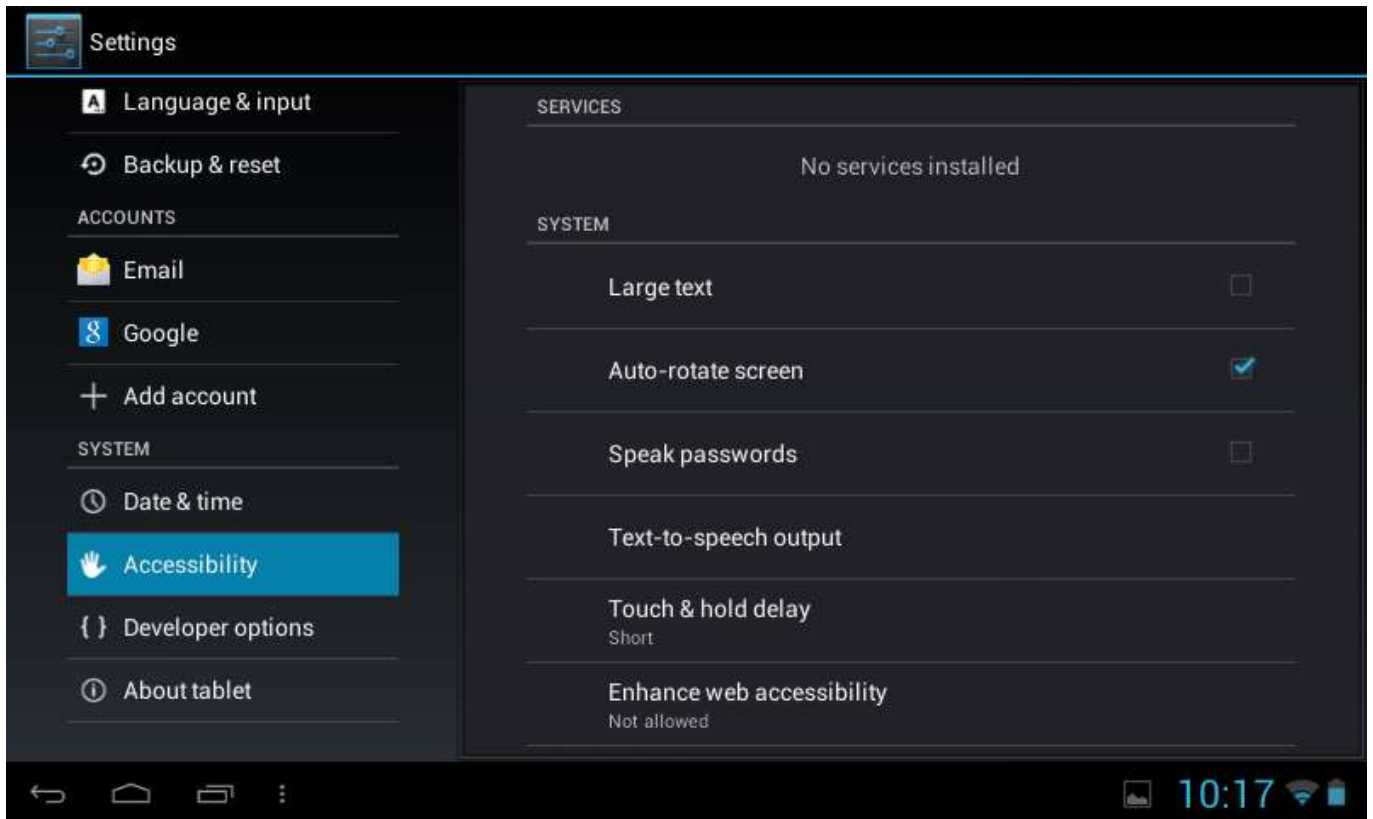 Settings
Language & input
Backup & reset
ACCOUNTS
Email
Google
Add account
SYSTEM
Date & time
Accessibility
{ } Developer options
About tablet
SERVICES
No services installed
SYSTEM
Large text
Auto-rotate screen
Speak passwords
Text-to-speech output
Touch & hold delay
Short
Enhance web accessibility
Not allowed
10:17